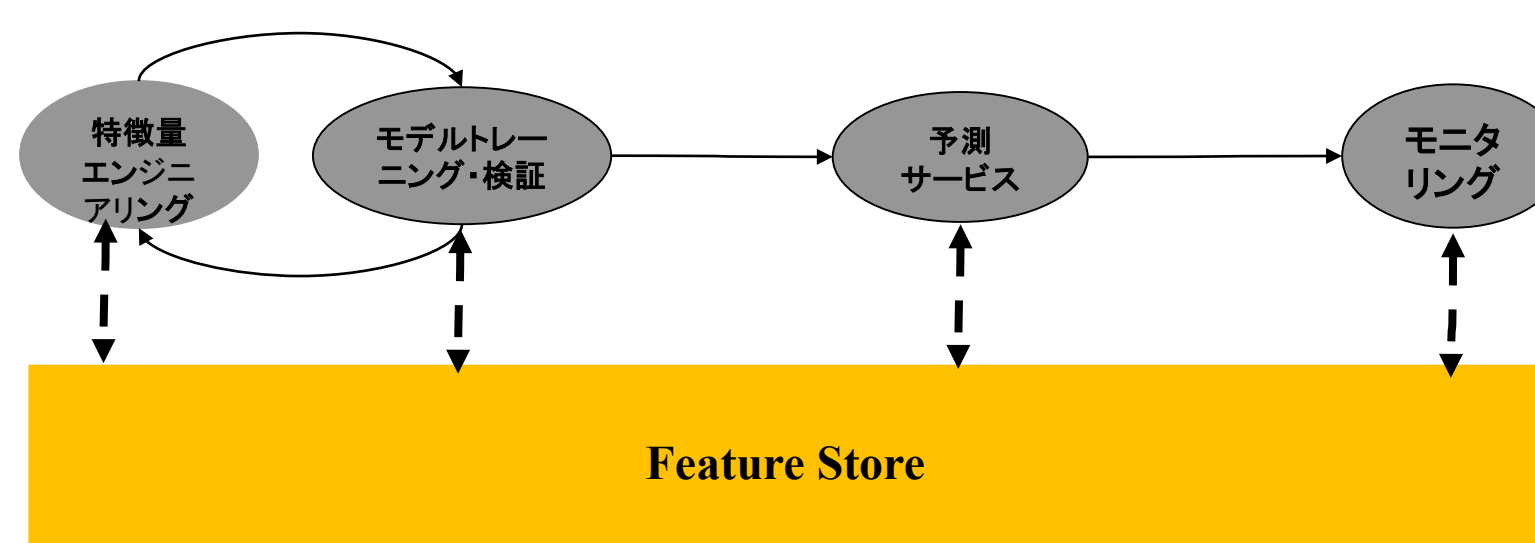 特徴量
エンジニ
アリング
モデルトレー
ニング・検証
予測
サービス
モニタ
リング
Feature Store